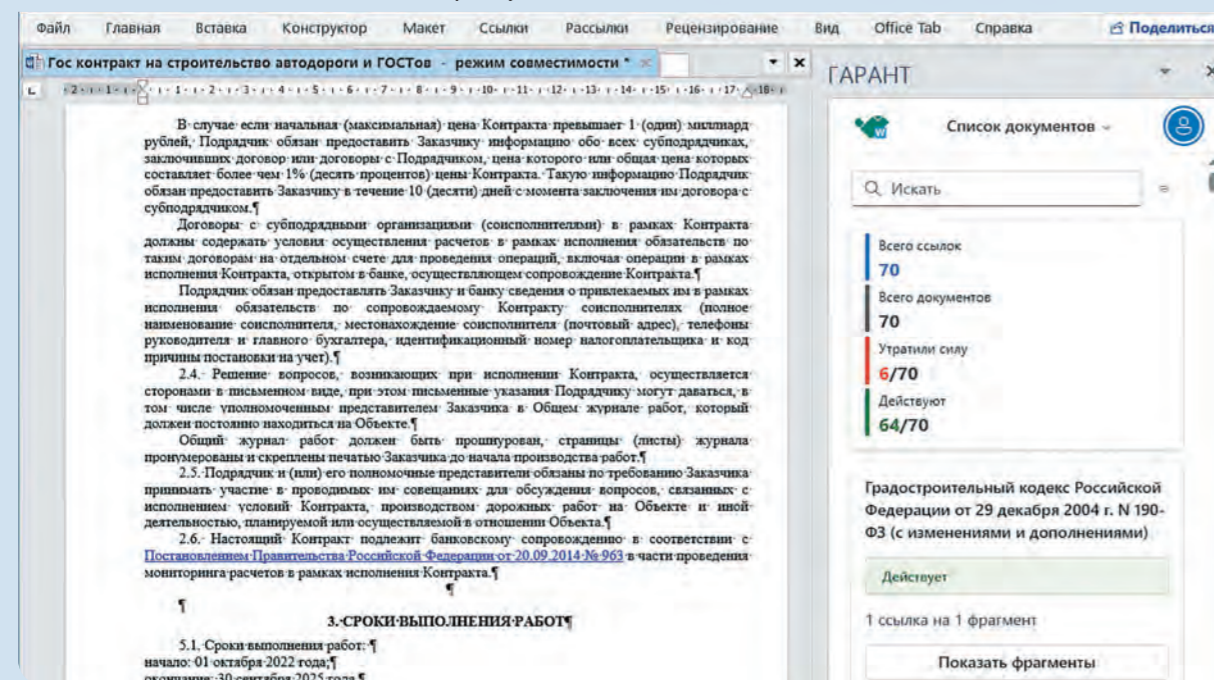 Файл Главная Вставка Конструктор Макет Ссылки Рассылки Рецензирование Вид Office Tab Справка Поделиться
Гос контракт на строительство автодороги и ГОСТов - режим совместимости *
ГАРАНТ
В случае если начальная (максимальная) цена Контракта превышает 1 (один) миллиард
рублей, Подрядчик обязан предоставить Заказчику информацию обо всех субподрядчиках,
заключивших договор или договоры с Подрядчиком, цена которого или общая цена которых
составляет более чем 1% (десять процентов) цены Контракта. Такую информацию Подрядчик
обязан предоставить Заказчику в течение 10 (десяти) дней с момента заключения им договора с
субподрядчиком.¶
Договоры с субподрядными организациями (соисполнителями) в рамках Контракта
должны содержать условия осуществления расчетов в рамках исполнения обязательств по
таким договорам на отдельном счете для проведения операций, включая операции в рамках
исполнения Контракта, открытом в банке, осуществляющем сопровождение Контракта.¶
Подрядчик обязан предоставлять Заказчику и банку сведения о привлекаемых им в рамках
исполнения обязательств по сопровождаемому Контракту соисполнителях (полное
наименование соисполнителя, местонахождение соисполнителя (почтовый адрес), телефоны
руководителя и главного бухгалтера, идентификационный номер налогоплательщика и код
причины постановки на учет).¶
2.4. Решение вопросов, возникающих при исполнении Контракта, осуществляется
сторонами в письменном виде, при этом письменные указания Подрядчику могут даваться, в
том числе уполномоченным представителем Заказчика в Общем журнале работ, который
должен постоянно находиться на Объекте.¶
Общий журнал работ должен быть прошнурован, страницы (листы) журнала
пронумерованы и скреплены печатью Заказчика до начала производства работ.¶
2.5. Подрядчик и (или) его полномочные представители обязаны по требованию Заказчика
принимать участие в проводимых им совещаниях для обсуждения вопросов, связанных с
исполнением условий Контракта, производством дорожных работ на Объекте и иной
деятельностью, планируемой или осуществляемой в отношении Объекта.¶
2.6. Настоящий Контракт подлежит банковскому сопровождению в соответствии с
Постановлением Правительства Российской Федерации от 20.09.2014 № 963 в части проведения
мониторинга расчетов в рамках исполнения Контракта.¶
¶
¶
3. СРОКИ ВЫПОЛНЕНИЯ РАБОТ¶
5.1. Сроки выполнения работ: ¶
начало: 01 октября 2022 года;¶
окончание: 30 сентября 2025 года.¶
Список документов
Искать
Всего ссылок
70
Всего документов
70
Утратили силу
6/70
Действуют
64/70
Градостроительный кодекс Российской
Федерации от 29 декабря 2004 г. N 190-
ФЗ (с изменениями и дополнениями)
Действует
1 ссылка на 1 фрагмент
Показать фрагменты